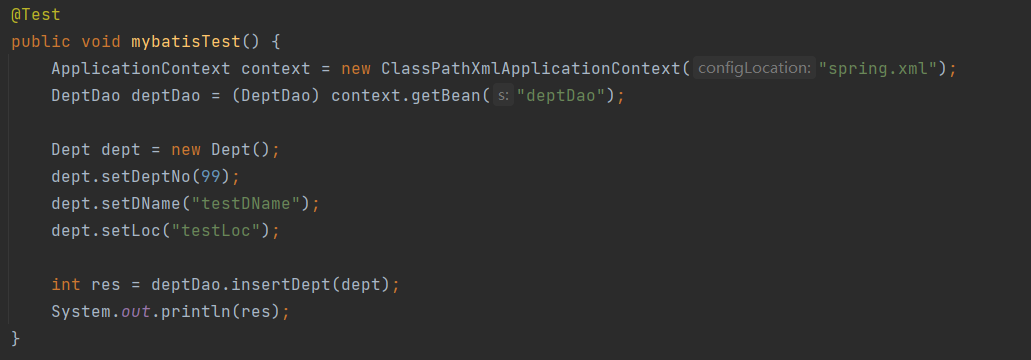 @Test
public void mybatisTest() {
    ApplicationContext context = new ClassPathXmlApplicationContext( configLocation: "spring.xml");
    DeptDao deptDao = (DeptDao) context.getBean( s: "deptDao");

    Dept dept = new Dept();
    dept.setDeptNo(99);
    dept.setDName("testDName");
    dept.setLoc("testLoc");

    int res = deptDao.insertDept(dept);
    System.out.println(res);
}